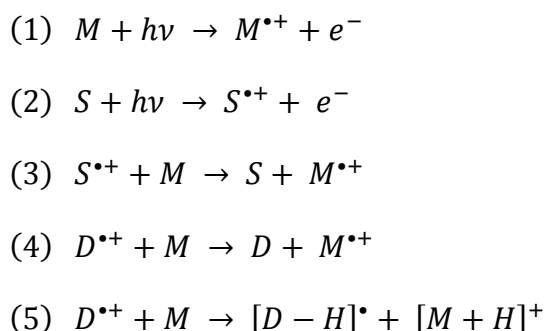 (1) M + hν → M•+ + e−
(2) S + hν → S•+ + e−
(3) S•+ + M → S + M•+
(4) D•+ + M → D + M•+
(5) D•+ + M → [D − H]• + [M + H]+